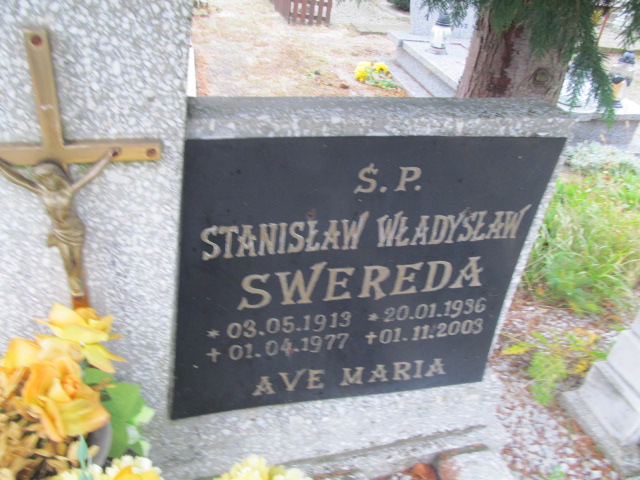 Ś.P.
STANISŁAW WŁADYSŁAW
SWEREDA
* 03.05.1913 * 20.01.1936
+ 01.04.1977 † 01.11.2003
AVE MARIA